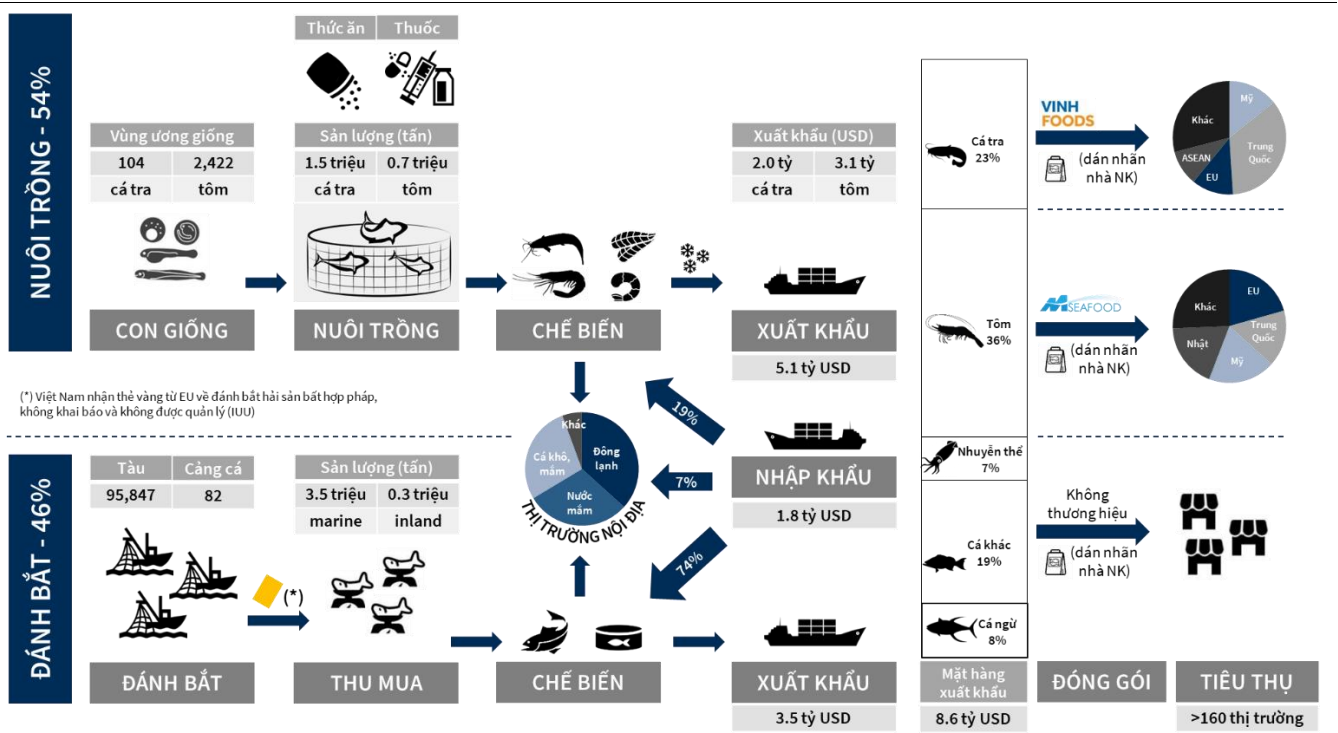 NUÔI TRỒNG - 54%
Thức ăn
Thuốc
Vùng ương giống
104
2,422
cá tra
tôm
Sản lượng (tấn)
1.5 triệu
0.7 triệu
cá tra
tôm
Xuất khẩu (USD)
2.0 tỷ
3.1 tỷ
cá tra
tôm
CON GIỐNG
NUÔI TRỒNG
CHẾ BIẾN
XUẤT KHẨU
5.1 tỷ USD
(*) Việt Nam nhận thẻ vàng từ EU về đánh bắt hải sản bất hợp pháp,
không khai báo và không được quản lý (IUU)
ĐÁNH BẮT - 46%
Tàu
Cảng cá
95,847
82
Sản lượng (tấn)
3.5 triệu
0.3 triệu
marine
inland
(*)
Khác
Cá khô,
mắm
Đông
lạnh
Nước
mắm
THỊ TRƯỜNG NỘI ĐỊA
19%
7%
74%
NHẬP KHẨU
1.8 tỷ USD
ĐÁNH BẮT
THU MUA
CHẾ BIẾN
XUẤT KHẨU
3.5 tỷ USD
Cá tra
23%
Tôm
36%
Nhuyễn thể
7%
Cá khác
19%
Cá ngừ
8%
Mặt hàng
xuất khẩu
8.6 tỷ USD
VINH
FOODS
(dán nhãn
nhà NK)
M SEAFOOD
(dán nhãn
nhà NK)
Không
thương hiệu
(dán nhãn
nhà NK)
ĐÓNG GÓI
Mỹ
Trung
Quốc
EU
ASEAN
Khác
EU
Trung
Quốc
Mỹ
Nhật
Khác
TIÊU THỤ
>160 thị trường